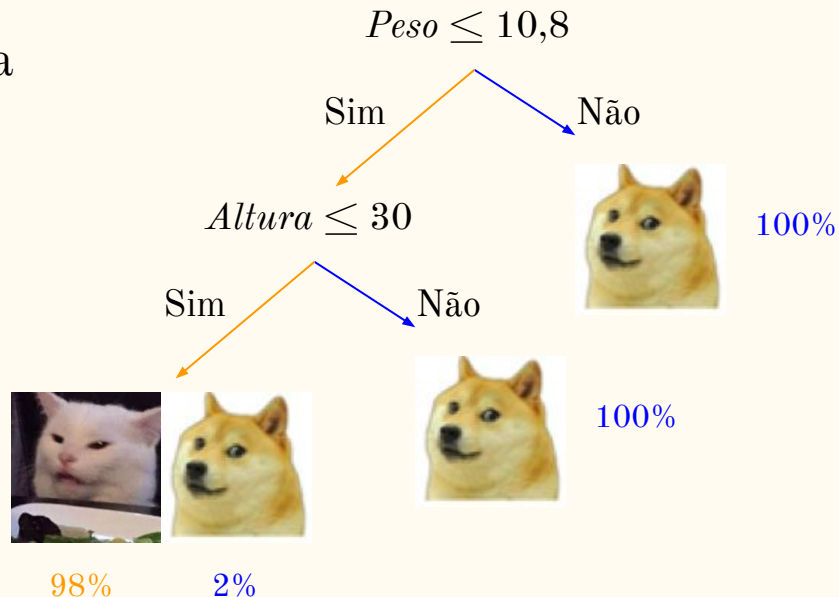 Peso ≤ 10,8
a
Sim
Não
Altura ≤ 30
100%
Sim
Não
100%
98%
2%